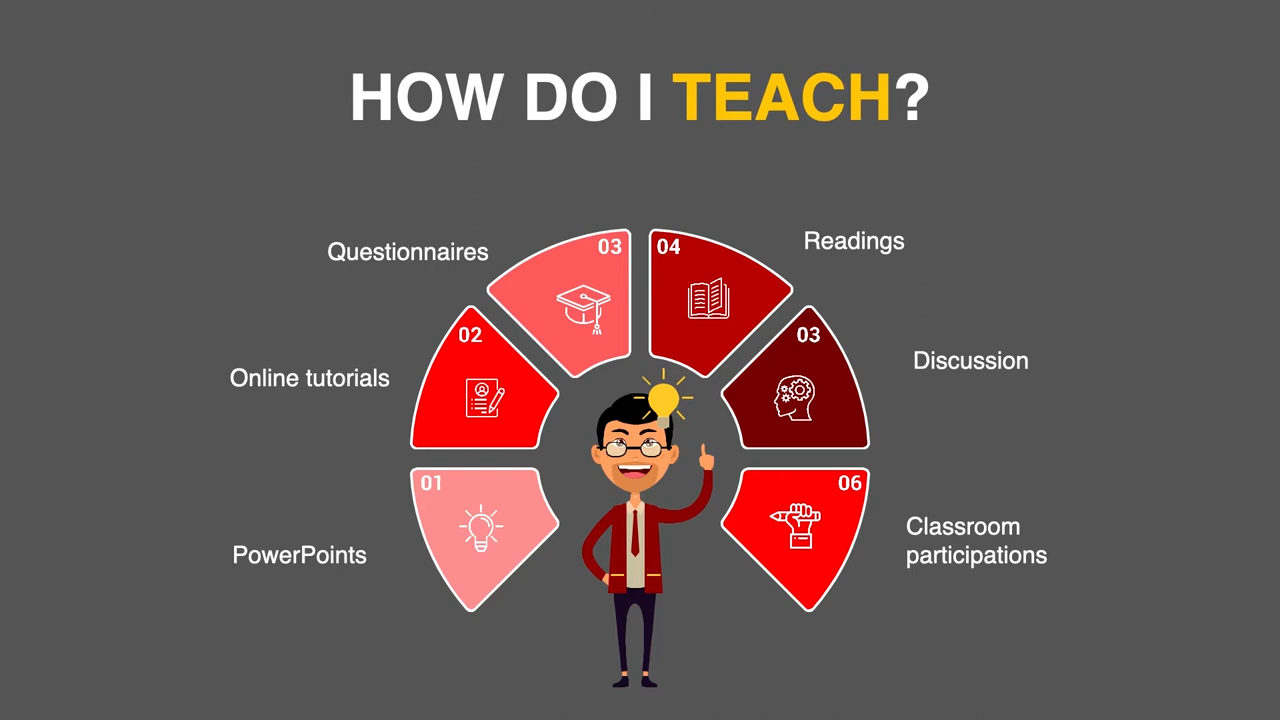 HOW DO I TEACH?
01
PowerPoints
02
Online tutorials
03
Questionnaires
04
Readings
03
Discussion
06
Classroom
participations